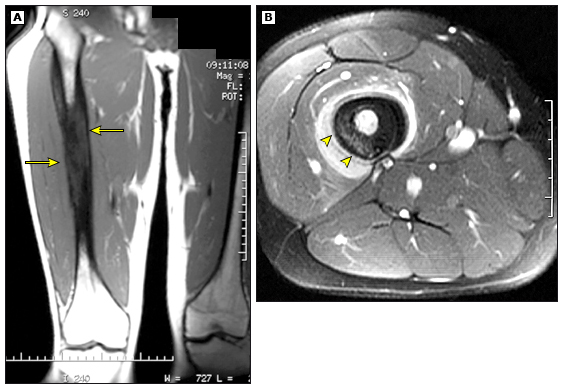 A
S 240
09:11:08
Mag =
FL:
ROT:
I 240
W = 727 L =
B